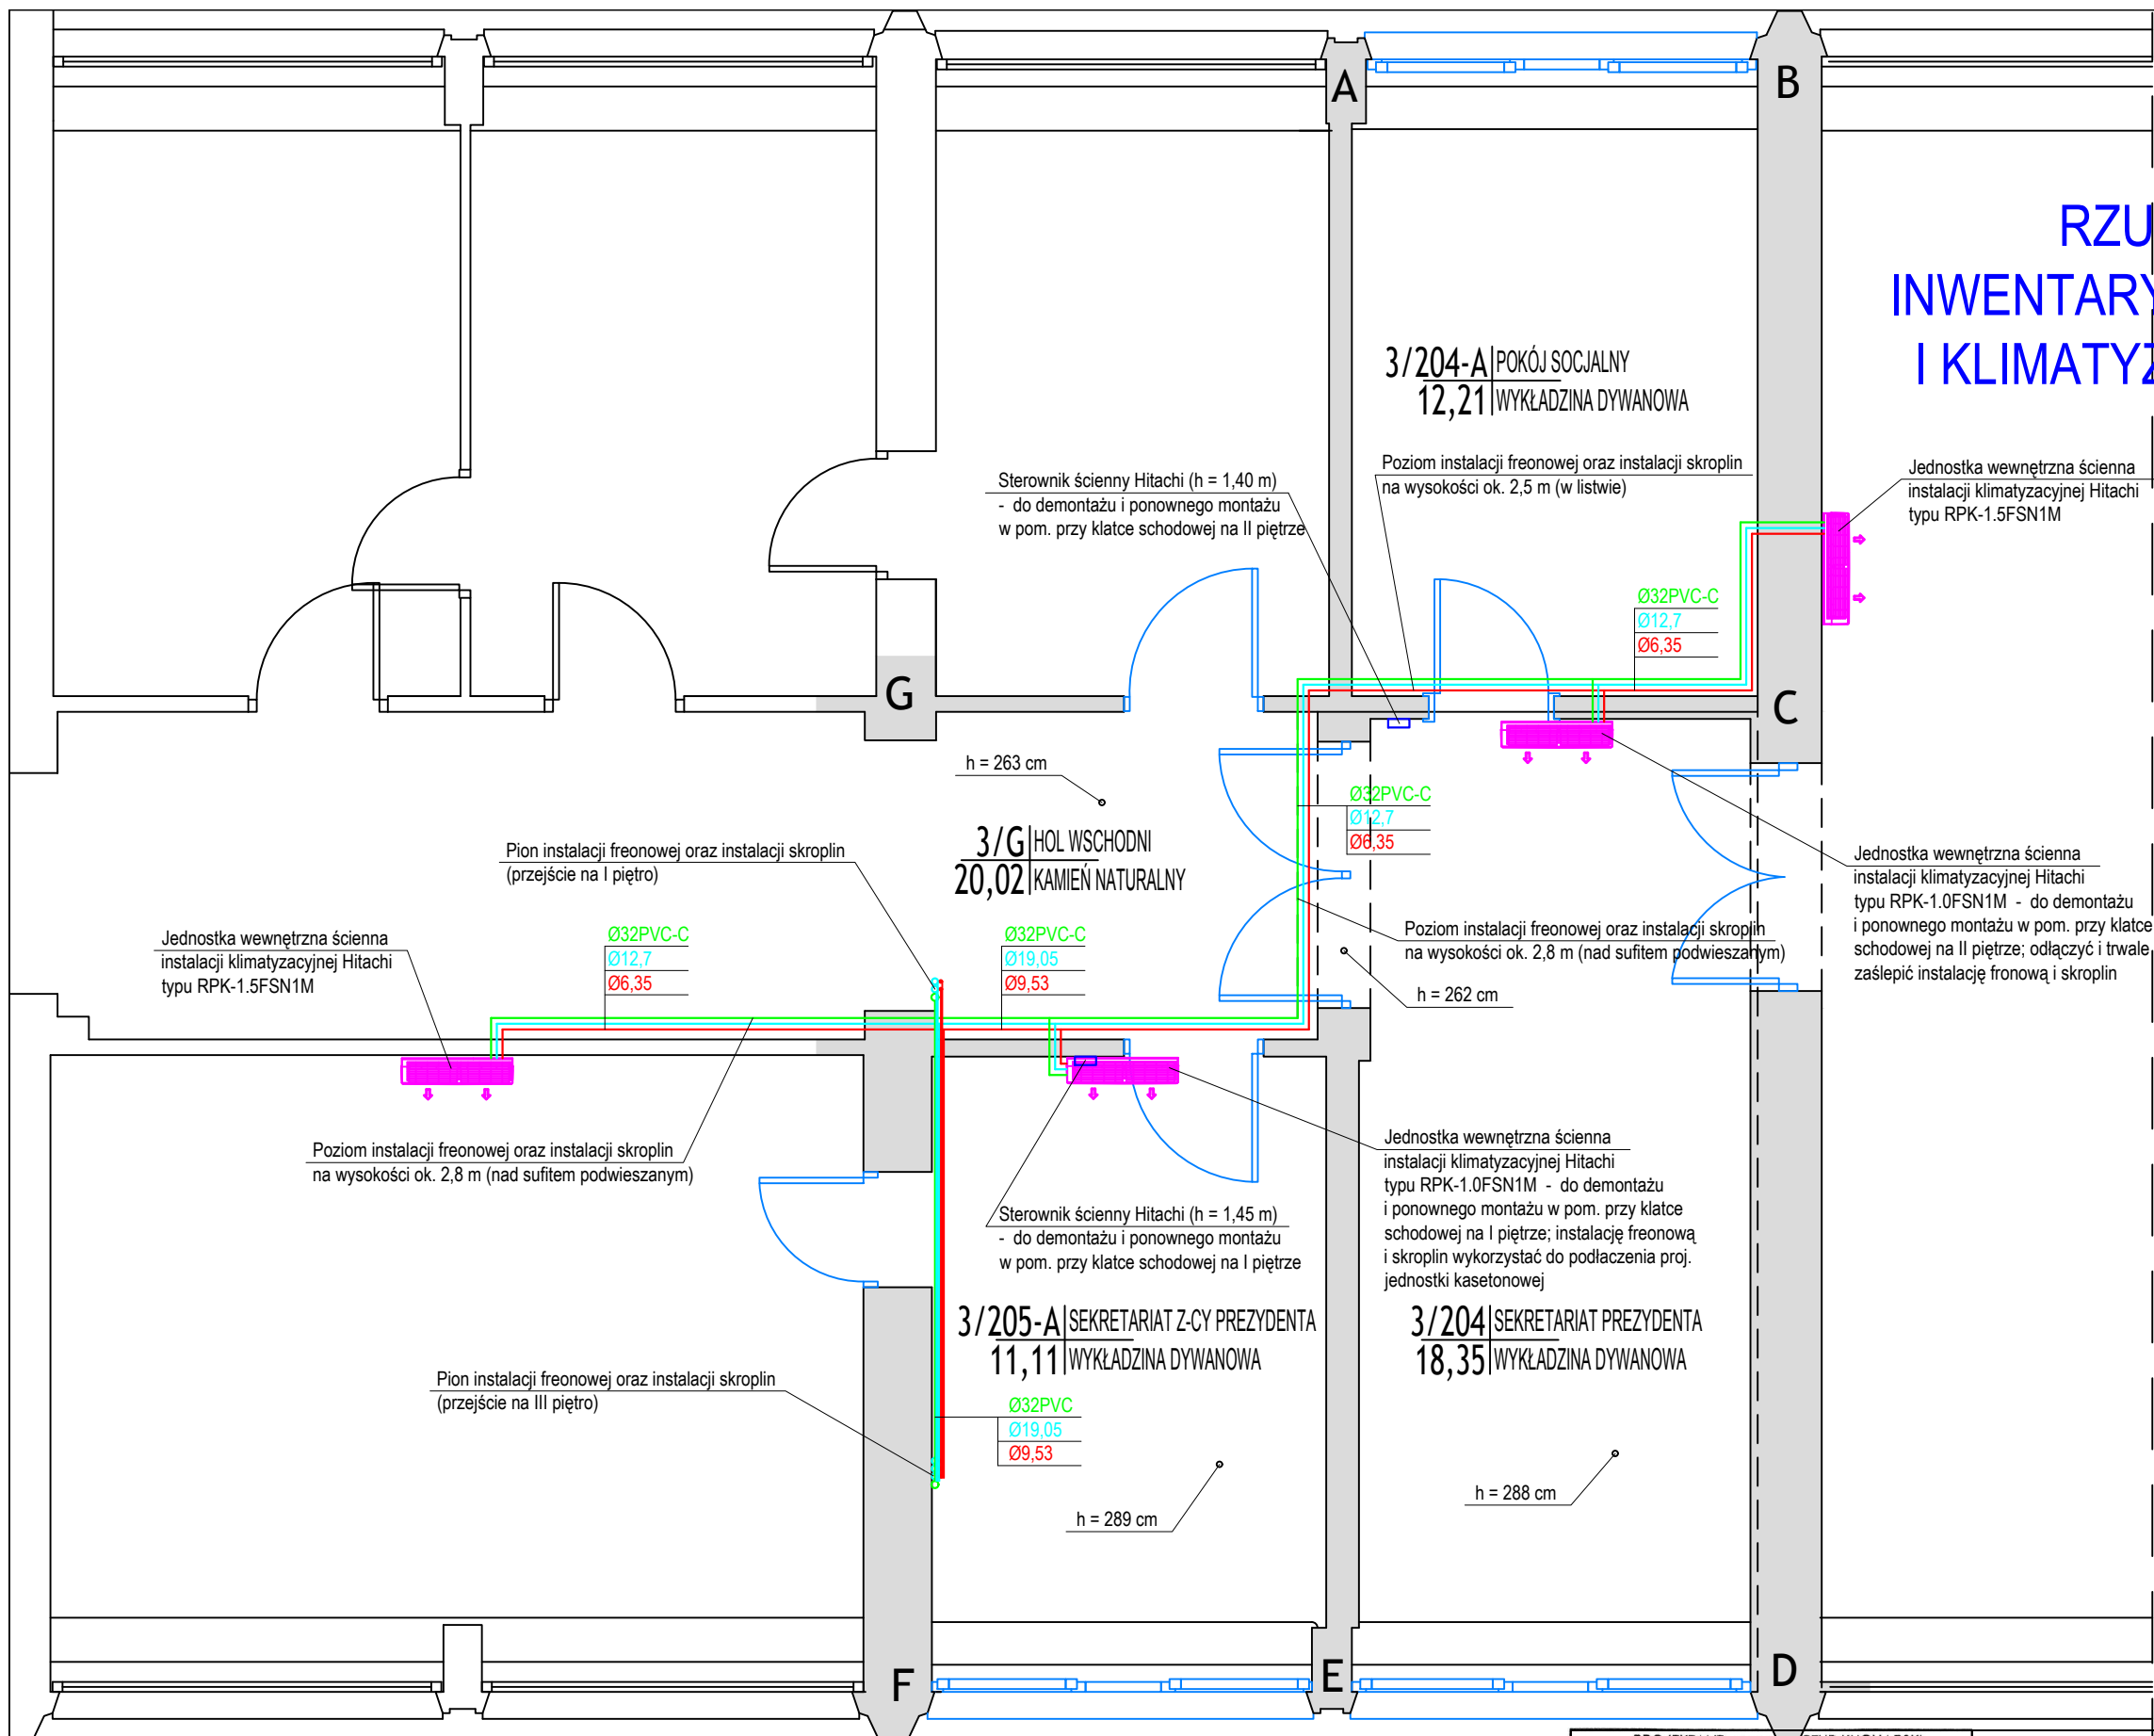 A
B
RZU
INWENTARY
I KLIMATYZ
3/204-A POKÓJ SOCJALNY
12,21 WYKŁADZINA DYWANOWA
Sterownik ścienny Hitachi (h = 1,40 m)
- do demontażu i ponownego montażu
w pom. przy klatce schodowej na II piętrze
Poziom instalacji freonowej oraz instalacji skroplin
na wysokości ok. 2,5 m (w listwie)
Jednostka wewnętrzna ścienna
instalacji klimatyzacyjnej Hitachi
typu RPK-1.5FSN1M
Ø32PVC-C
Ø12,7
Ø6,35
G
C
h = 263 cm
Ø32PVC-C
Ø12,7
Ø6,35
3/G HOL WSCHODNI
20,02 KAMIEŃ NATURALNY
Pion instalacji freonowej oraz instalacji skroplin
(przejście na I piętro)
Jednostka wewnętrzna ścienna
instalacji klimatyzacyjnej Hitachi
typu RPK-1.0FSN1M - do demontażu
i ponownego montażu w pom. przy klatce
schodowej na II piętrze; odłączyć i trwale
zaślepić instalację fronową i skroplin
Poziom instalacji freonowej oraz instalacji skroplin
na wysokości ok. 2,8 m (nad sufitem podwieszanym)
h = 262 cm
Jednostka wewnętrzna ścienna
instalacji klimatyzacyjnej Hitachi
typu RPK-1.5FSN1M
Ø32PVC-C
Ø12,7
Ø6,35
Ø32PVC-C
Ø19,05
Ø9,53
Poziom instalacji freonowej oraz instalacji skroplin
na wysokości ok. 2,8 m (nad sufitem podwieszanym)
Jednostka wewnętrzna ścienna
instalacji klimatyzacyjnej Hitachi
typu RPK-1.0FSN1M - do demontażu
i ponownego montażu w pom. przy klatce
schodowej na I piętrze; instalację freonową
i skroplin wykorzystać do podłaczenia proj.
jednostki kasetonowej
Sterownik ścienny Hitachi (h = 1,45 m)
- do demontażu i ponownego montażu
w pom. przy klatce schodowej na I piętrze
3/205-A SEKRETARIAT Z-CY PREZYDENTA
11,11 WYKŁADZINA DYWANOWA
3/204 SEKRETARIAT PREZYDENTA
18,35 WYKŁADZINA DYWANOWA
Pion instalacji freonowej oraz instalacji skroplin
(przejście na III piętro)
Ø32PVC
Ø19,05
Ø9,53
h = 289 cm
h = 288 cm
F
E
D